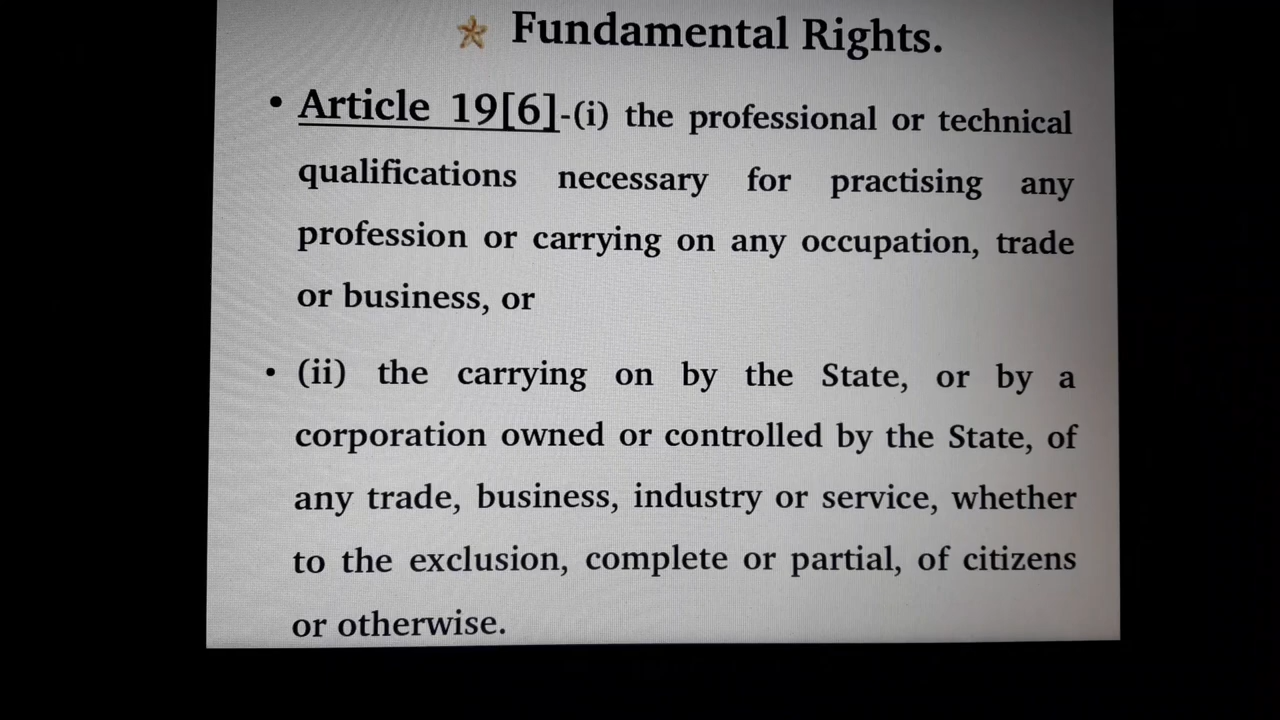 Fundamental Rights.
• Article 19[6]-(i) the professional or technical
qualifications necessary for practising any
profession or carrying on any occupation, trade
or business, or
• (ii) the carrying on by the State, or by a
corporation owned or controlled by the State, of
any trade, business, industry or service, whether
to the exclusion, complete or partial, of citizens
or otherwise.